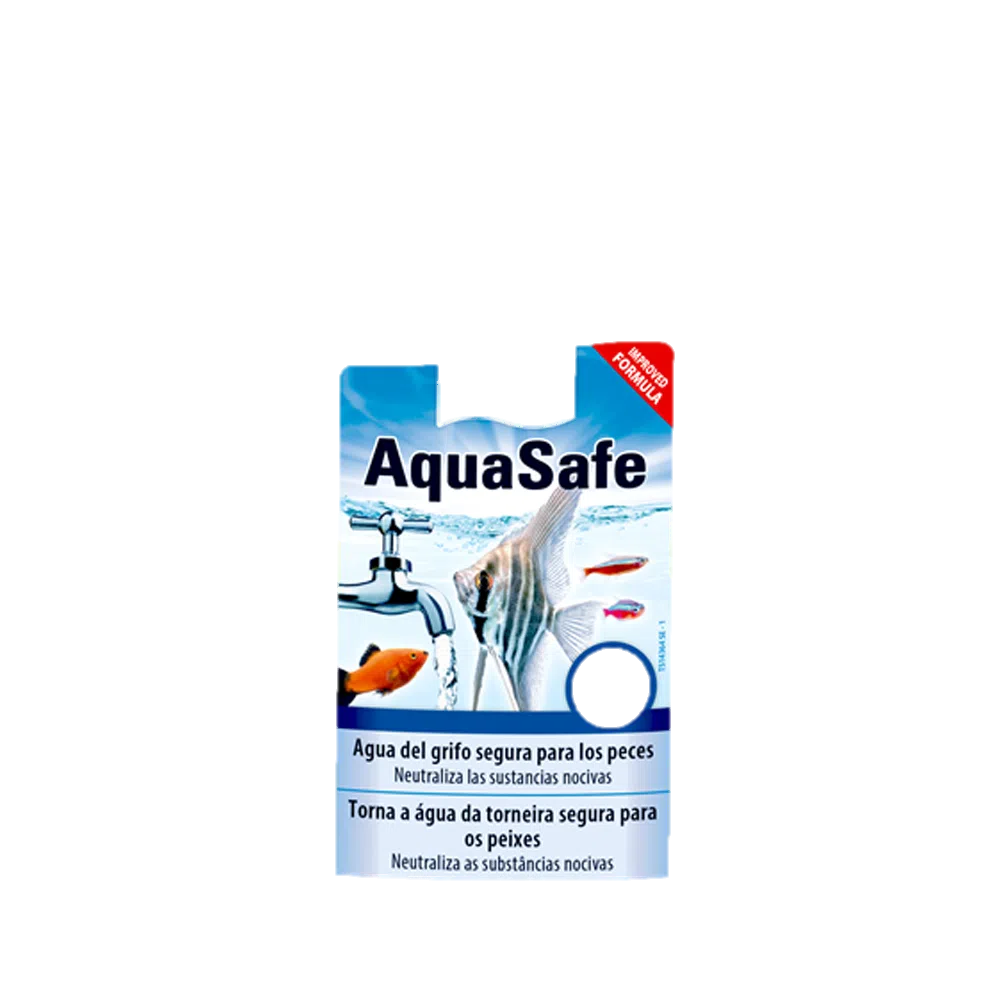 IMPROVED
FORMULA
AquaSafe
Agua del grifo segura para los peces
Neutraliza las sustancias nocivas
Torna a água da torneira segura para
os peixes
Neutraliza as substâncias nocivas